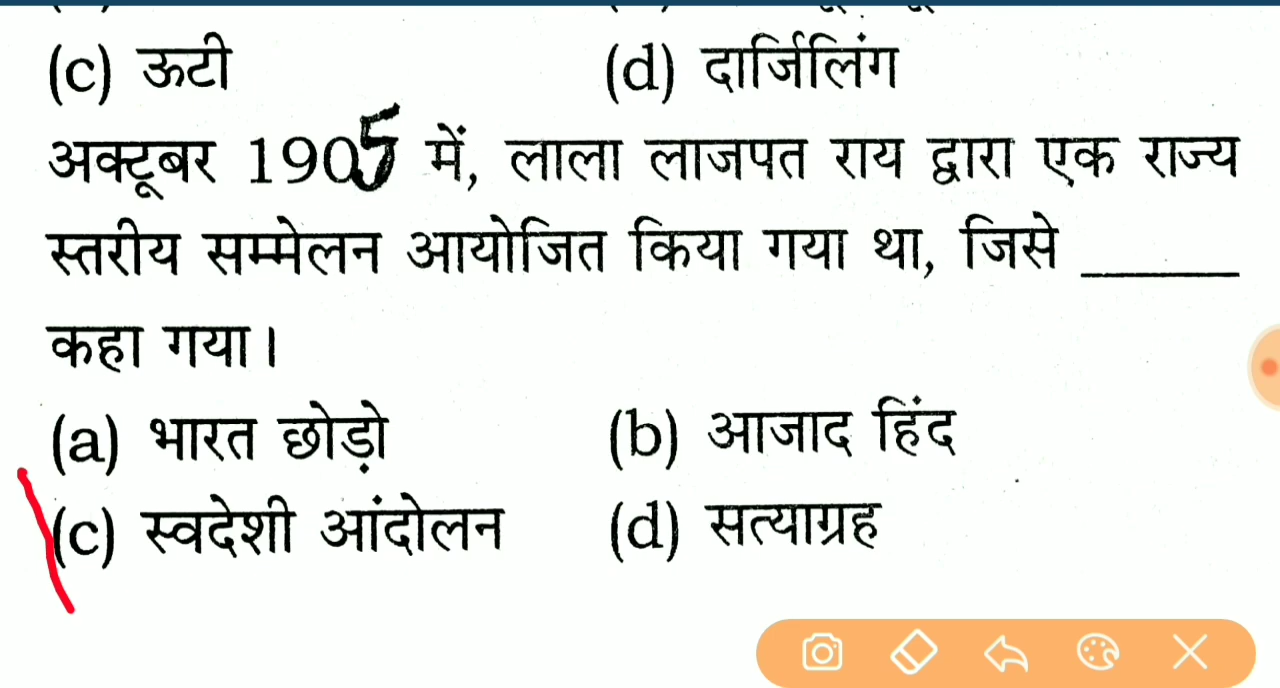 (c) ऊटी (d) दार्जिलिंग
अक्टूबर 1905 में, लाला लाजपत राय द्वारा एक राज्य
स्तरीय सम्मेलन आयोजित किया गया था, जिसे ______
कहा गया।
(a) भारत छोड़ो (b) आजाद हिंद
(c) स्वदेशी आंदोलन (d) सत्याग्रह